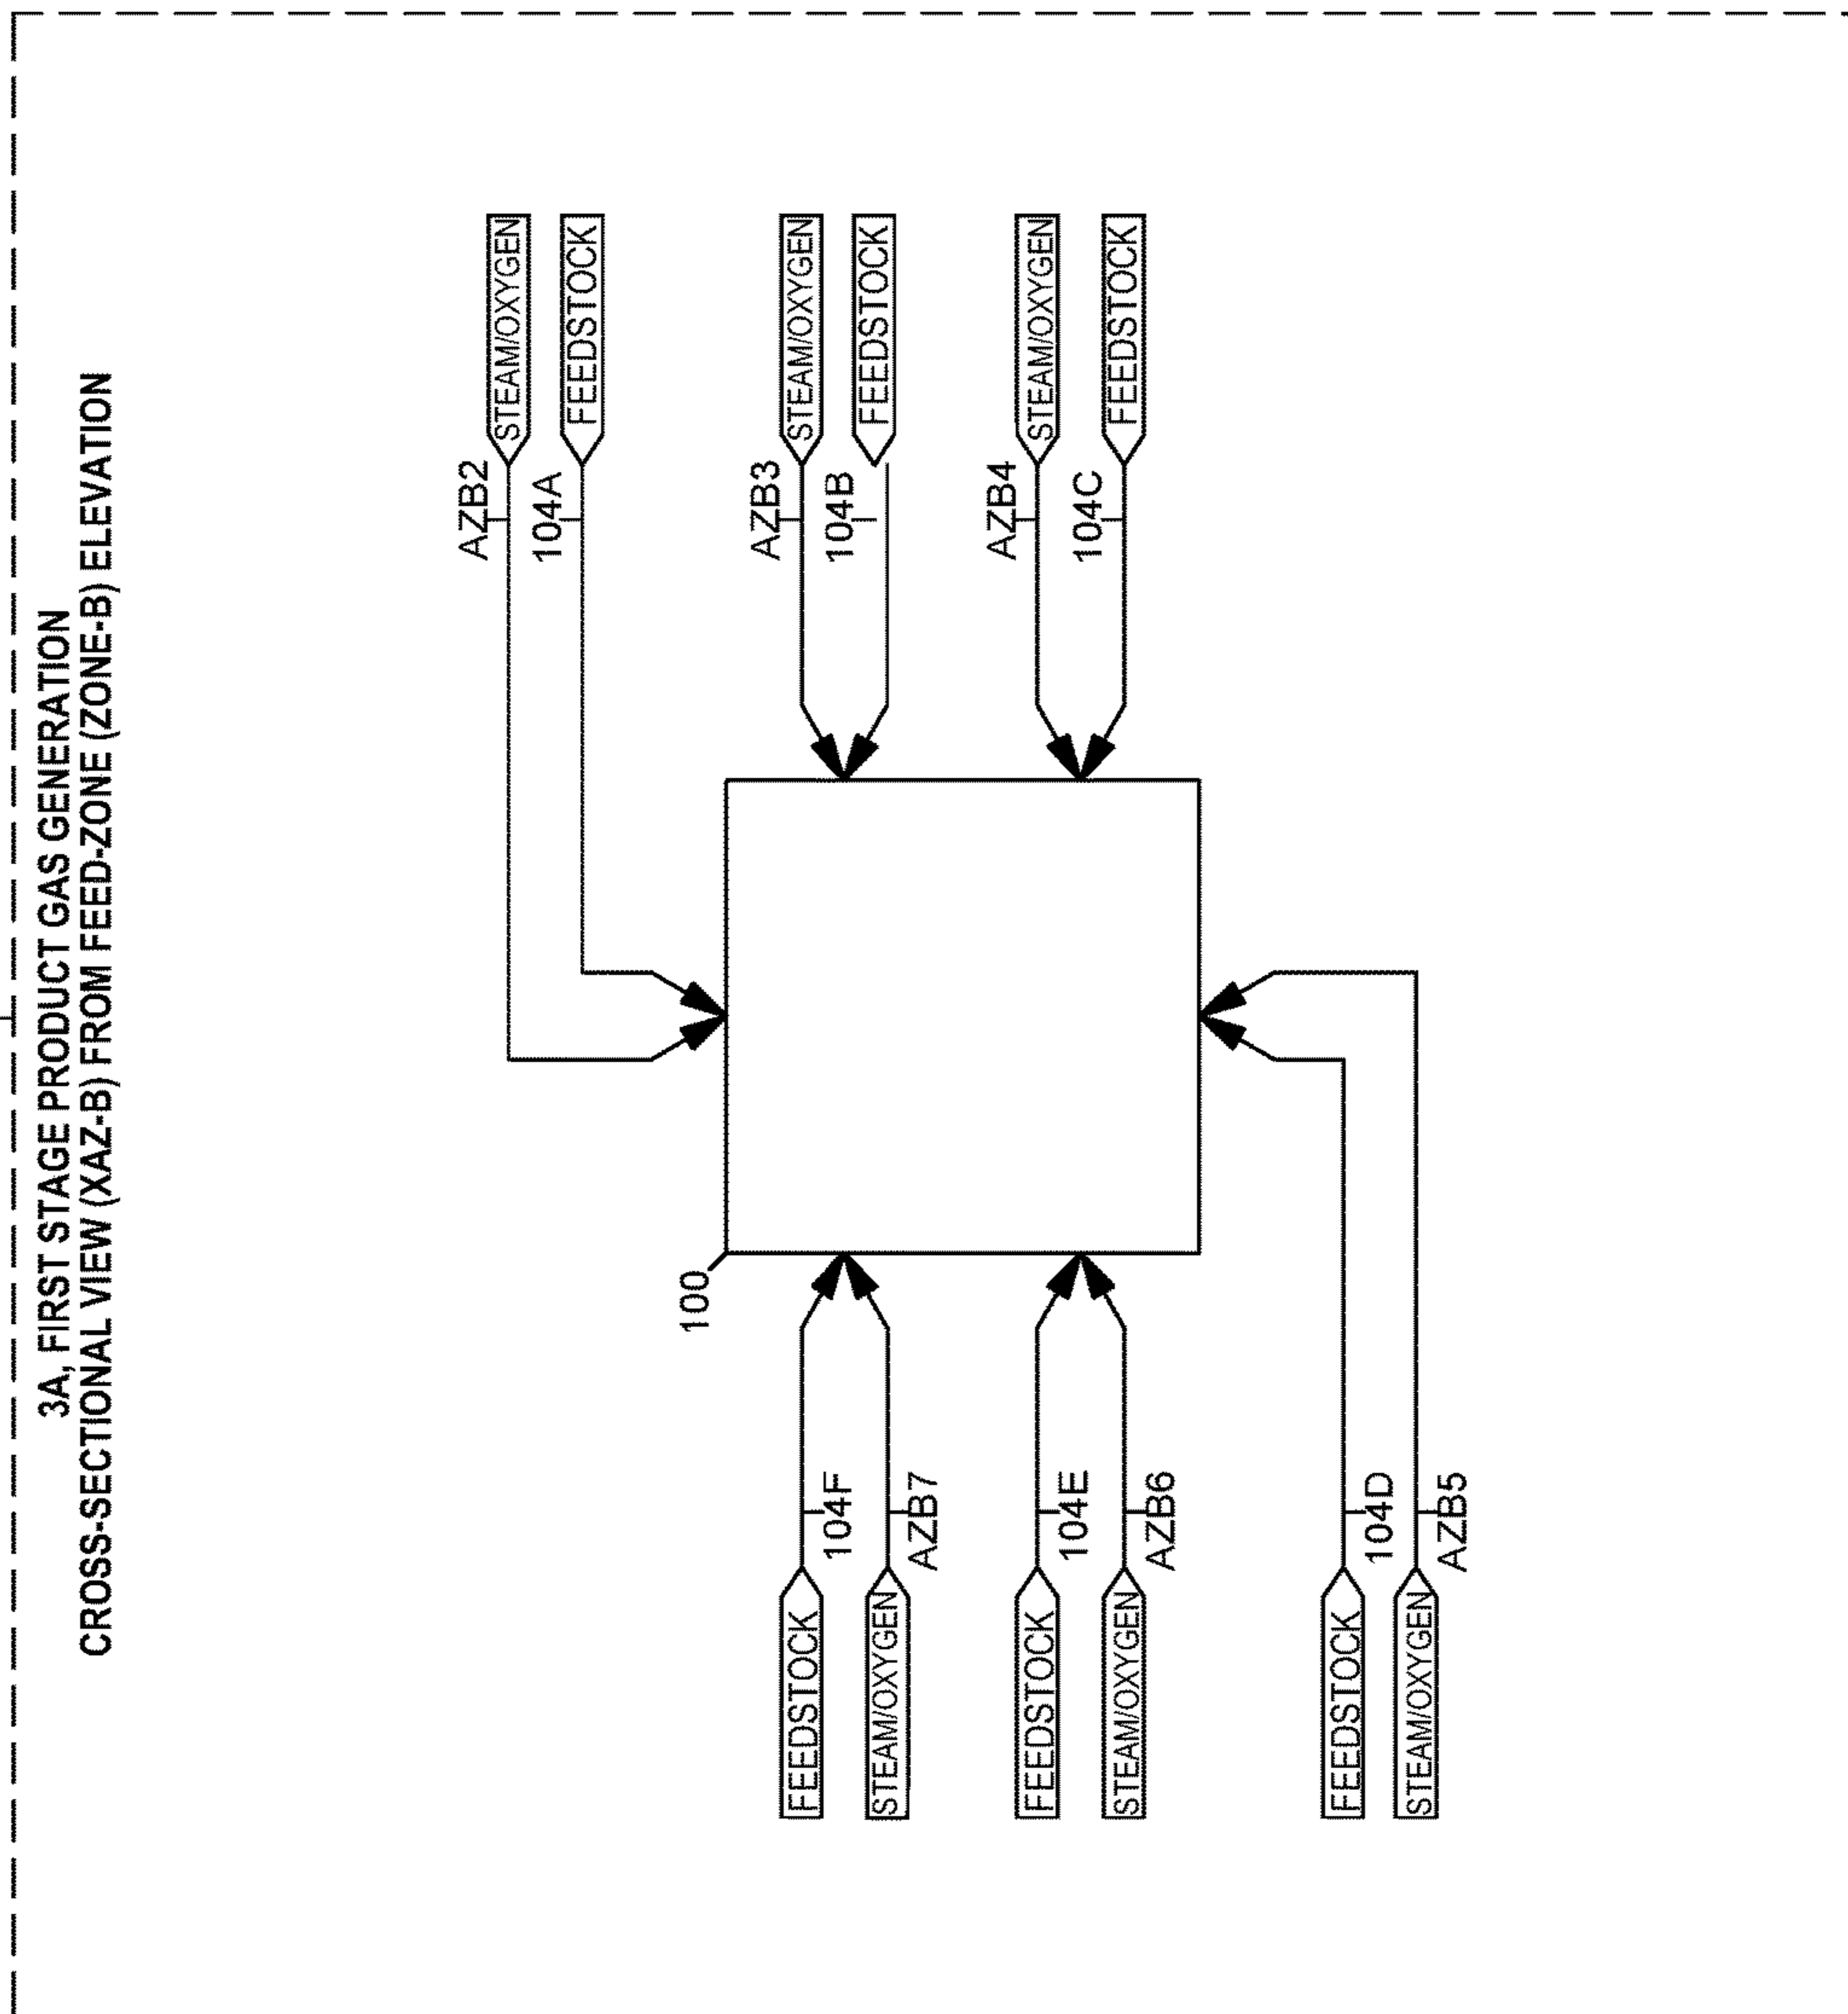 3A, FIRST STAGE PRODUCT GAS GENERATION
CROSS-SECTIONAL VIEW (XAZ-B) FROM FEED-ZONE (ZONE-B) ELEVATION
AZB2
STEAM/OXYGEN
104A
FEEDSTOCK
100
FEEDSTOCK
104F
STEAM/OXYGEN
AZB7
AZB3
STEAM/OXYGEN
104B
FEEDSTOCK
FEEDSTOCK
104E
STEAM/OXYGEN
AZB6
AZB4
STEAM/OXYGEN
104C
FEEDSTOCK
FEEDSTOCK
104D
STEAM/OXYGEN
AZB5